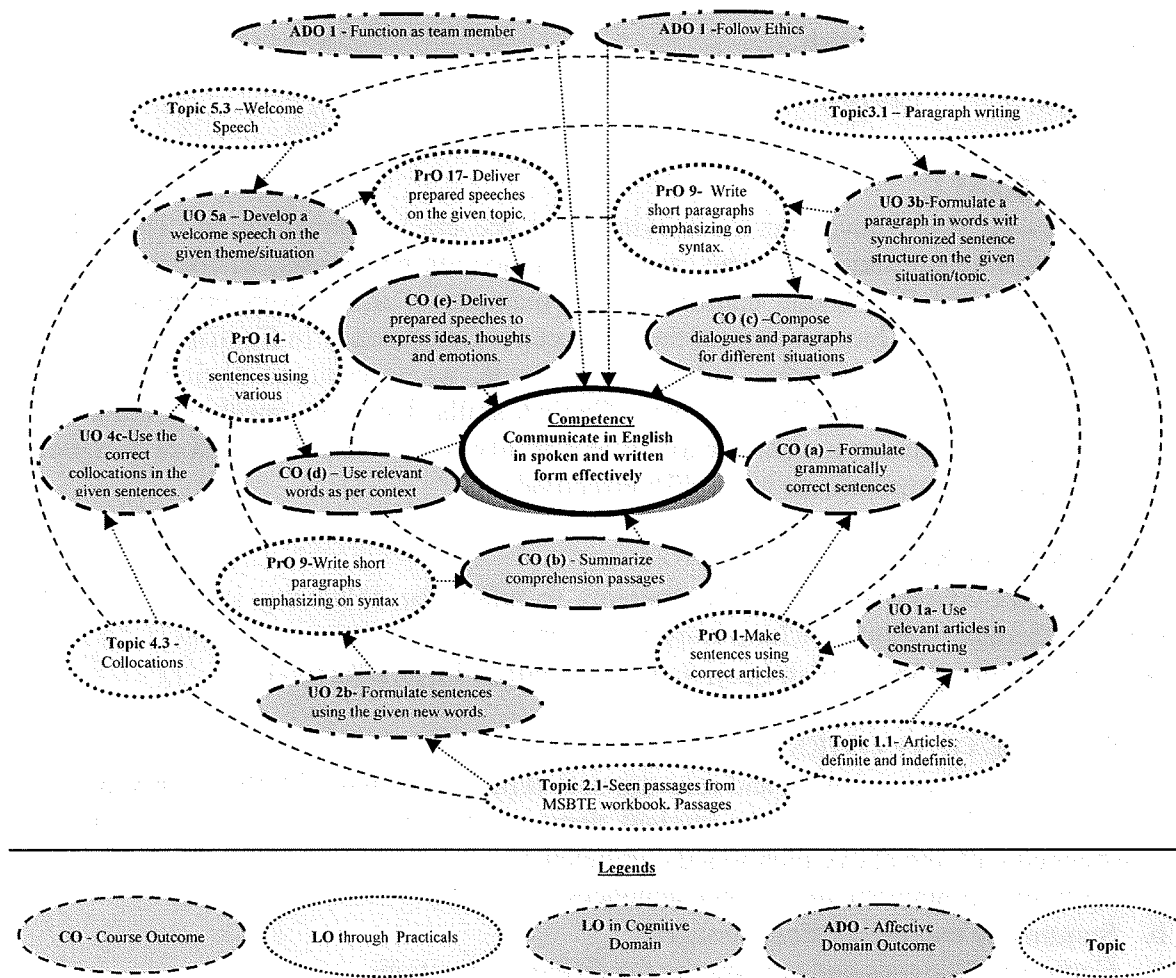 ADO 1 - Function as team member
ADO 1 -Follow Ethics
Topic 5.3 –Welcome
Speech
Topic3.1 – Paragraph writing
PrO 17- Deliver
prepared speeches
on the given topic.
PrO 9- Write
short paragraphs
emphasizing on
syntax.
UO 5a – Develop a
welcome speech on the
given theme/situation
UO 3b-Formulate a
paragraph in words with
synchronized sentence
structure on the given
situation/topic.
CO (e)- Deliver
prepared speeches to
express ideas, thoughts
and emotions.
CO (c) –Compose
dialogues and paragraphs
for different situations
PrO 14-
Construct
sentences using
various
Competency
Communicate in English
in spoken and written
form effectively
UO 4c-Use the
correct
collocations in the
given sentences.
CO (d) – Use relevant
words as per context
CO (a) – Formulate
grammatically
correct sentences
CO (b) - Summarize
comprehension passages
PrO 9-Write short
paragraphs
emphasizing on syntax
UO 1a- Use
relevant articles in
constructing
PrO 1-Make
sentences using
correct articles.
Topic 4.3 -
Collocations
UO 2b- Formulate sentences
using the given new words.
Topic 1.1- Articles:
definite and indefinite.
Topic 2.1-Seen passages from
MSBTE workbook. Passages
Legends
CO - Course Outcome
LO through Practicals
LO in Cognitive
Domain
ADO - Affective
Domain Outcome
Topic